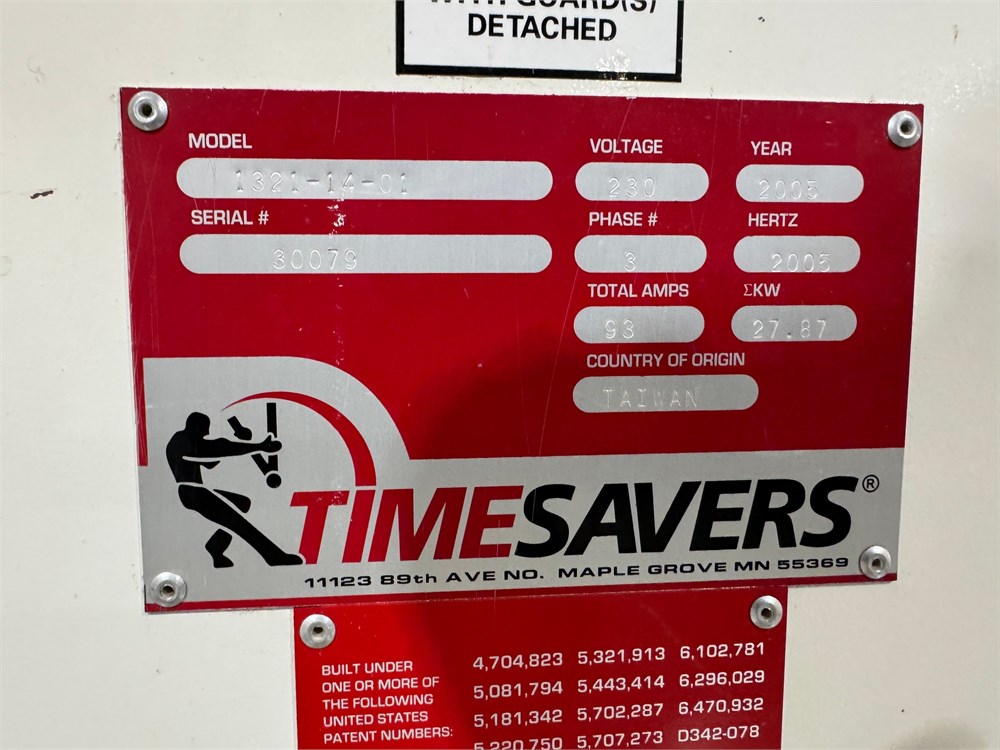 DETACHED
MODEL
1321-14-01
SERIAL #
30079
VOLTAGE
230
YEAR
2005
PHASE #
3
HERTZ
2005
TOTAL AMPS
93
ΣKW
27.87
COUNTRY OF ORIGIN
TAIWAN
TIMESAVERS®
11123 89th AVE NO. MAPLE GROVE MN 55369
BUILT UNDER
ONE OR MORE OF
THE FOLLOWING
UNITED STATES
PATENT NUMBERS:
4,704,823 5,321,913 6,102,781
5,081,794 5,443,414 6,296,029
5,181,342 5,702,287 6,470,932
5,220,750 5,707,273 D342-078